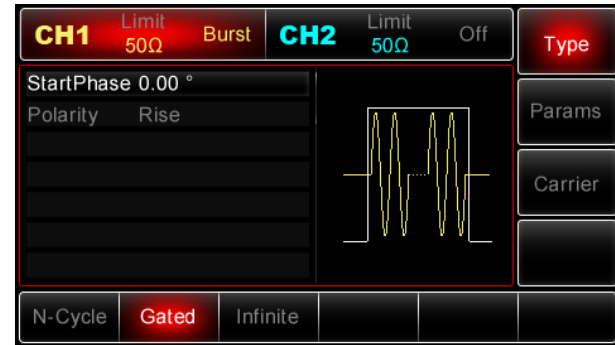 CH1 Limit 50Ω Burst CH2 Limit 50Ω Off Type
StartPhase 0.00 °
Polarity Rise
Params
Carrier
N-Cycle Gated Infinite